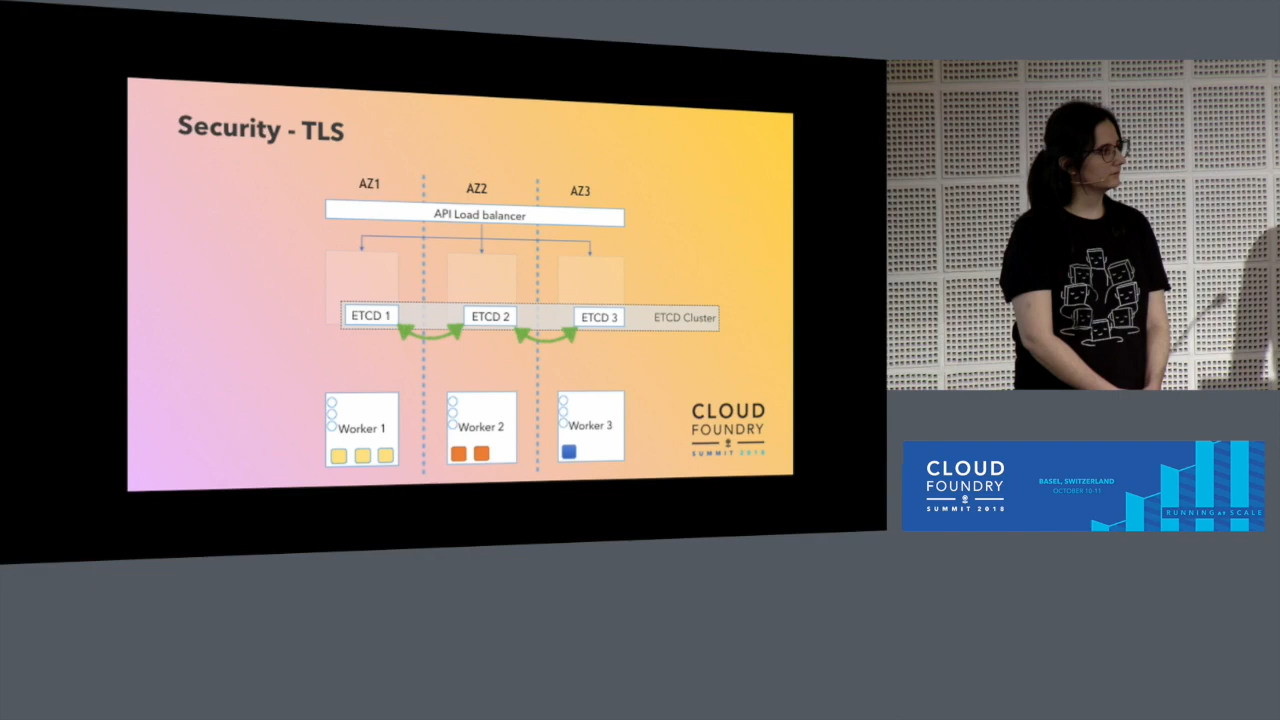 Security - TLS
AZ1
AZ2
AZ3
API Load balancer
ETCD 1
ETCD 2
ETCD 3
ETCD Cluster
Worker 1
Worker 2
Worker 3
CLOUD
FOUNDRY
SUMMIT 2018
CLOUD
FOUNDRY
SUMMIT 2018
BASEL, SWITZERLAND
OCTOBER 10-11
RUNNING AT SCALE